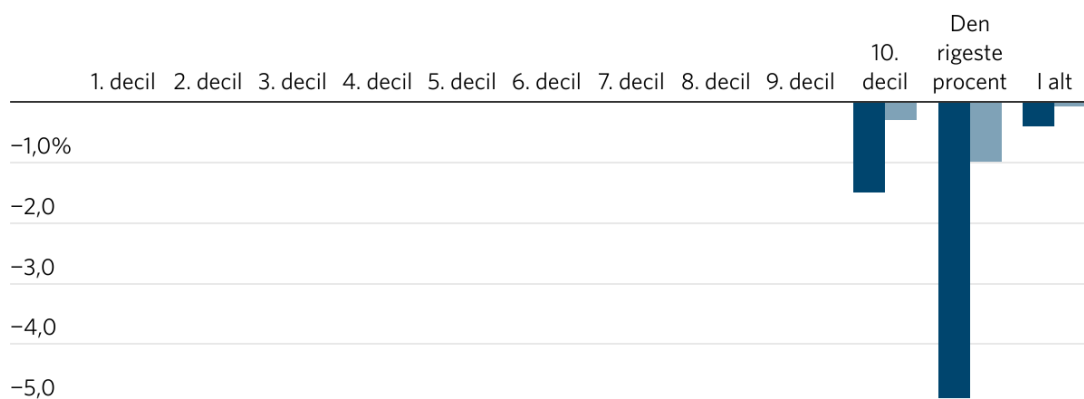 1. decil 2. decil 3. decil 4. decil 5. decil 6. decil 7. decil 8. decil 9. decil
10.
decil
Den
rigeste
procent
I alt
−1,0%
−2,0
−3,0
−4,0
−5,0